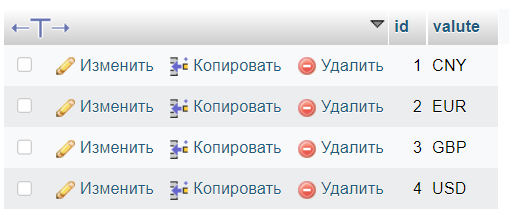 id valute
Изменить Копировать Удалить 1 CNY
Изменить Копировать Удалить 2 EUR
Изменить Копировать Удалить 3 GBP
Изменить Копировать Удалить 4 USD